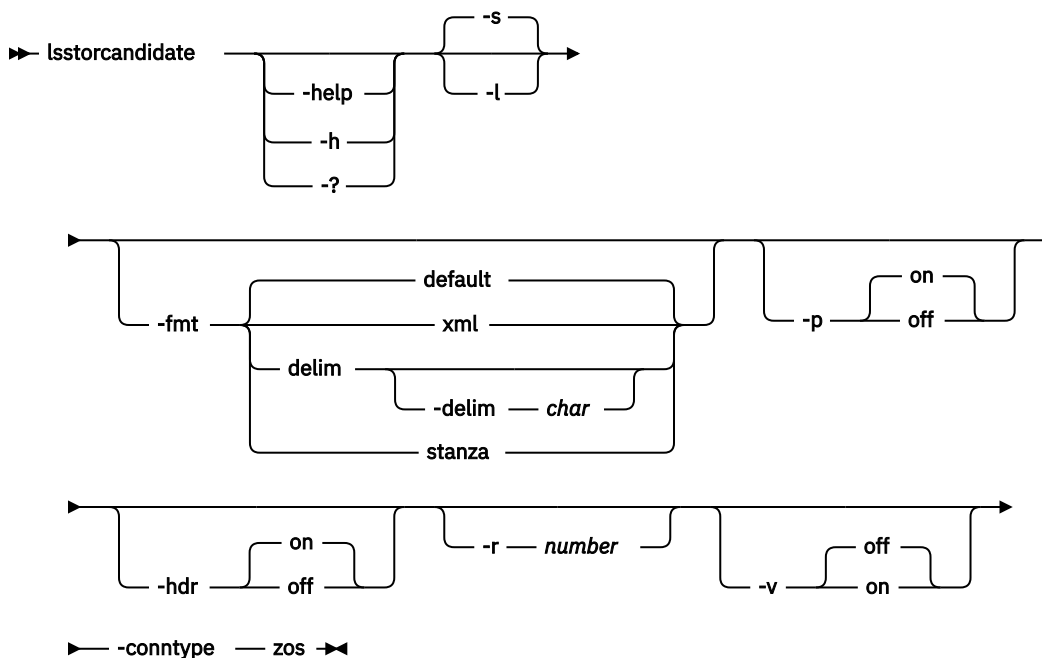 -s
lsstorcandidate
-help
-l
-h
-?
default
on
-fmt xml
-p off
delim
-delim char
stanza
on
-r number
off
-hdr off
-v on
-conntype zos